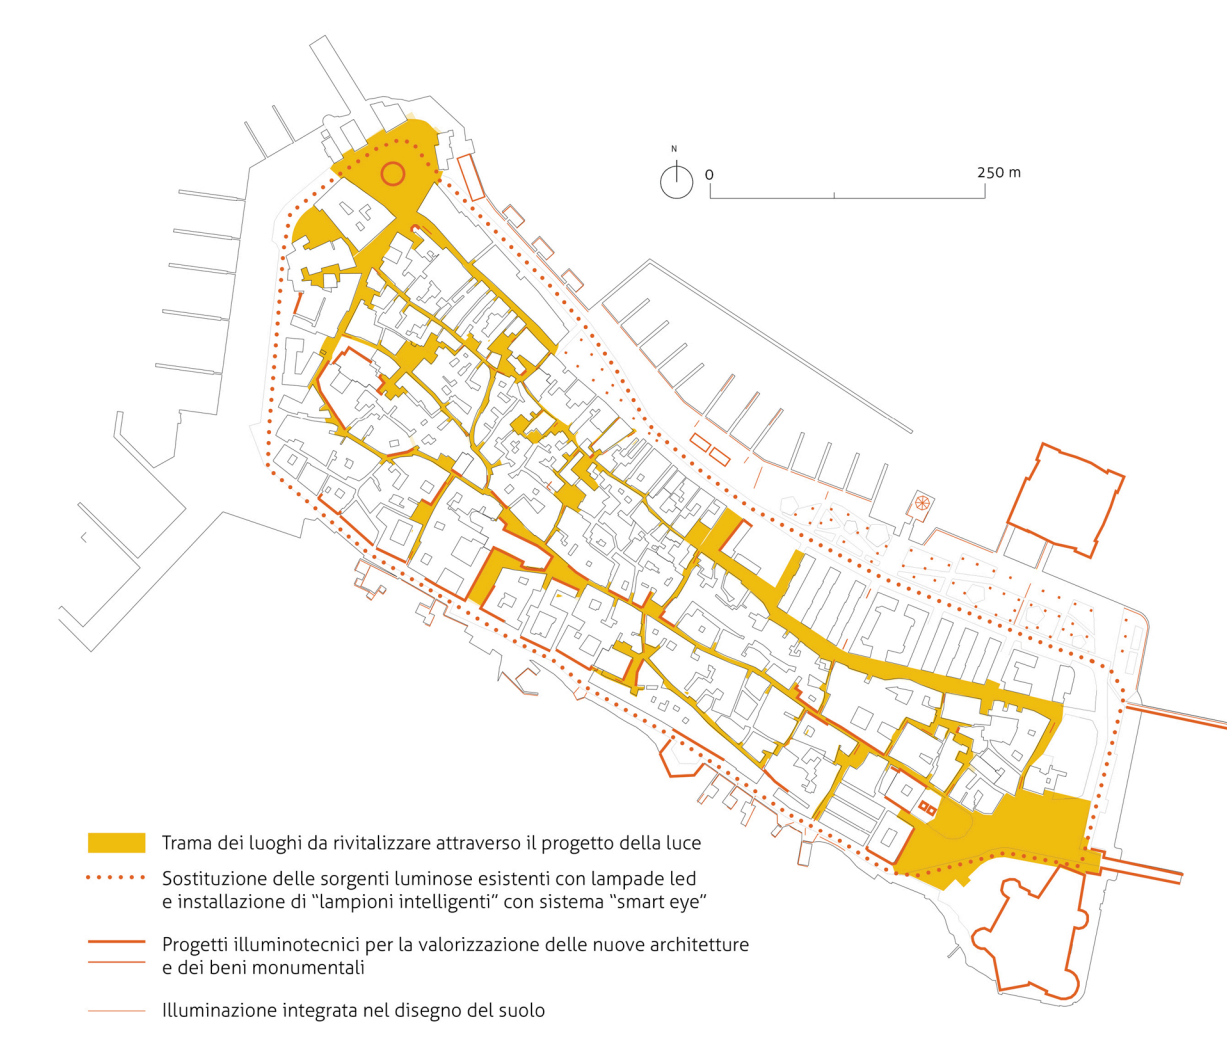 N
0
250 m
Trama dei luoghi da rivitalizzare attraverso il progetto della luce
Sostituzione delle sorgenti luminose esistenti con lampade led
e installazione di “lampioni intelligenti” con sistema “smart eye”
Progetti illuminotecnici per la valorizzazione delle nuove architetture
e dei beni monumentali
Illuminazione integrata nel disegno del suolo